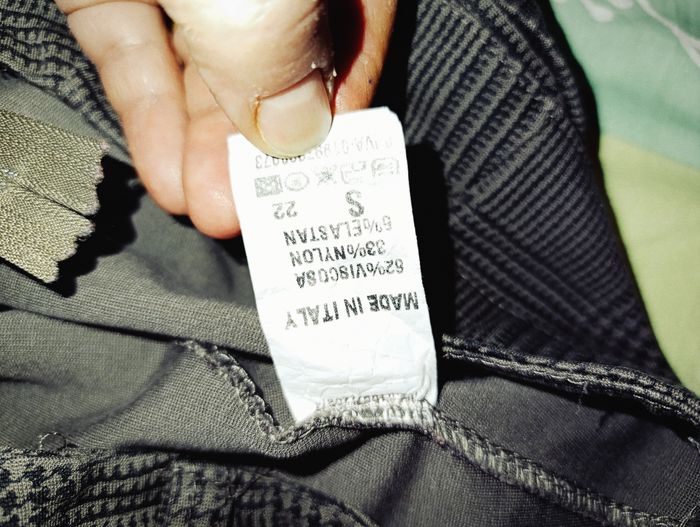 MADE IN ITALY
62%VISCOSA
33%NYLON
5%ELASTAN
S 22